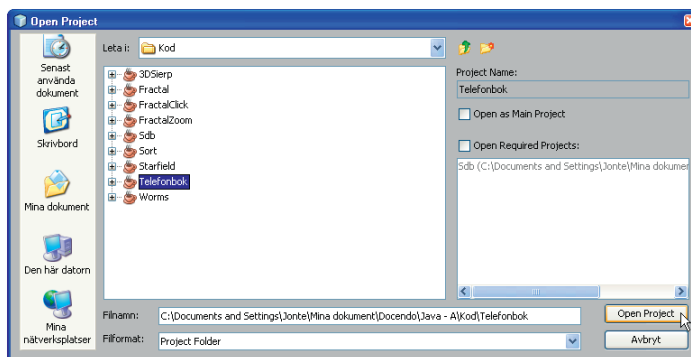 Open Project
Leta i:
Kod
Senast
använda
dokument
Skrivbord
Mina dokument
Den här datorn
Mina
nätverksplatser
3DSierp
Fractal
FractalClick
FractalZoom
Sdb
Sort
Starfield
Telefonbok
Worms
Project Name:
Telefonbok
Open as Main Project
Open Required Projects:
Sdb (C:\Documents and Settings\Jonte\Mina dokumer
Filnamn:
C:\Documents and Settings\Jonte\Mina dokument\Docendo\Java - A\Kod\Telefonbok
Open Project
Filformat:
Project Folder
Avbryt